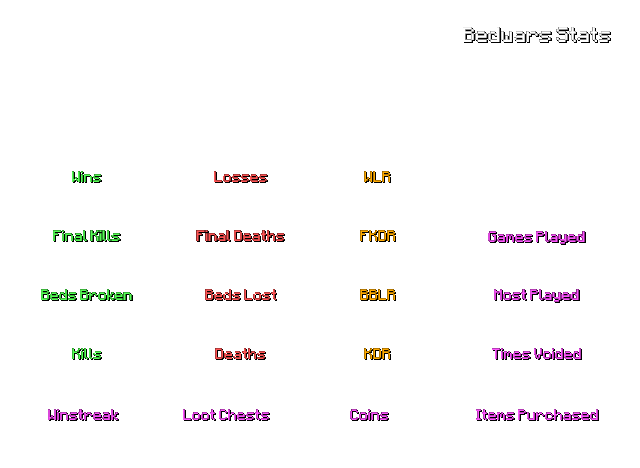 Bedwars Stats
Wins Losses WLR
Final Kills Final Deaths FKDR Games Played
Beds Broken Beds Lost BBLR Most Played
Kills Deaths KDR Times Voided
Winstreak Loot Chests Coins Items Purchased